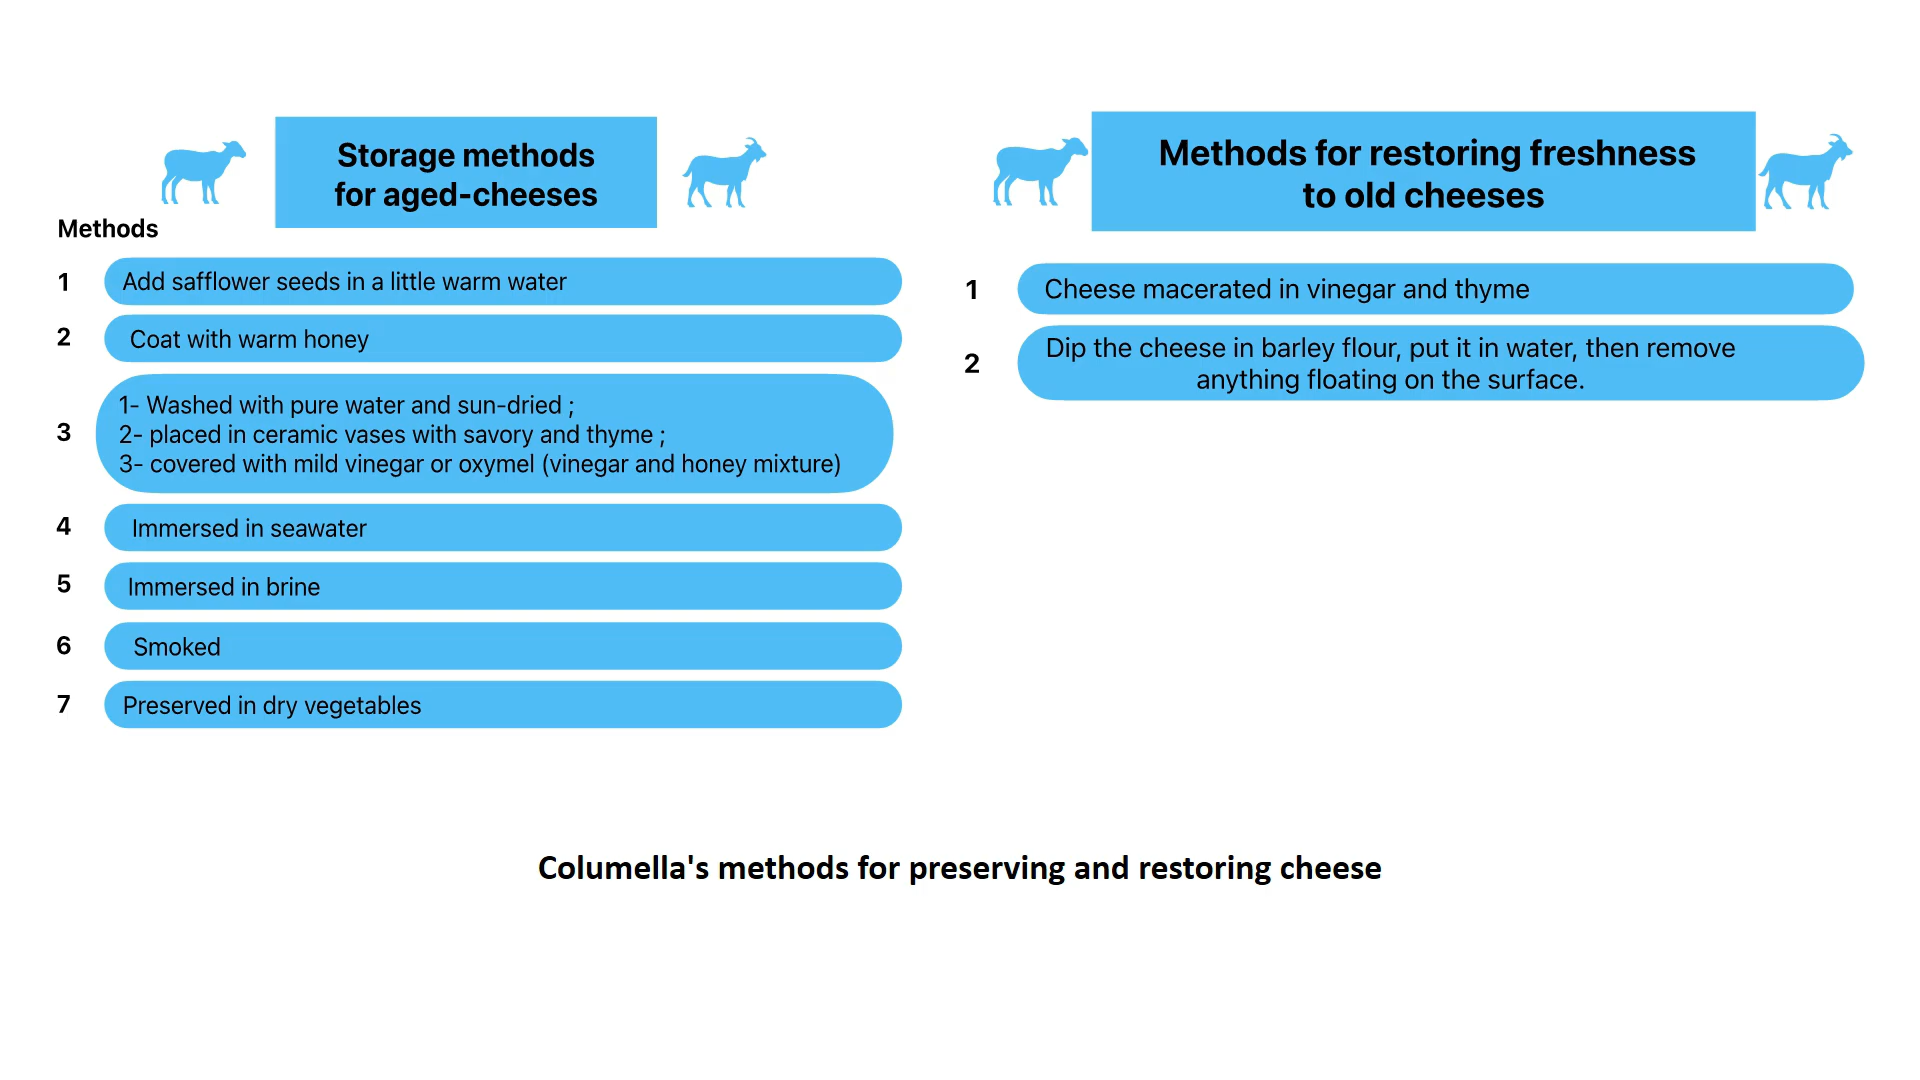 Storage methods
for aged-cheeses
Methods
1 Add safflower seeds in a little warm water
2 Coat with warm honey
3
1- Washed with pure water and sun-dried ;
2- placed in ceramic vases with savory and thyme ;
3- covered with mild vinegar or oxymel (vinegar and honey mixture)
4 Immersed in seawater
5 Immersed in brine
6 Smoked
7 Preserved in dry vegetables
Methods for restoring freshness
to old cheeses
1 Cheese macerated in vinegar and thyme
2
Dip the cheese in barley flour, put it in water, then remove
anything floating on the surface.
Columella's methods for preserving and restoring cheese